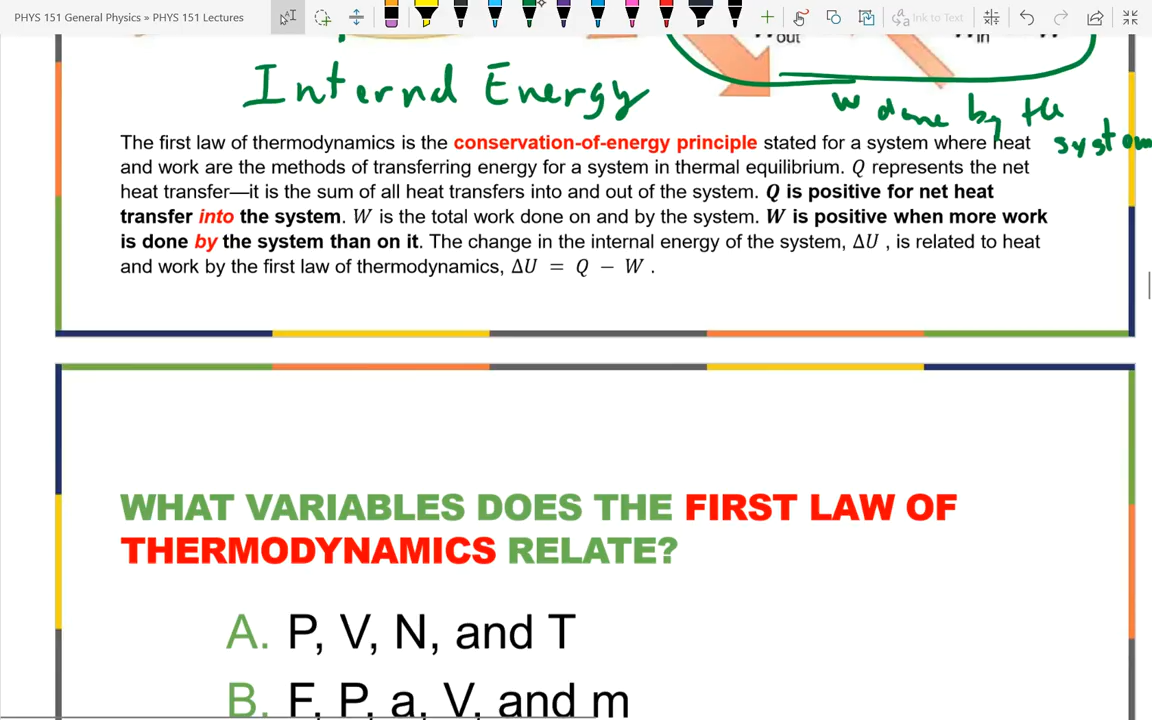 PHYS 151 General Physics » PHYS 151 Lectures
Ink to Text
out
in
Internal Energy
W done by the
system
The first law of thermodynamics is the conservation-of-energy principle stated for a system where heat
and work are the methods of transferring energy for a system in thermal equilibrium. Q represents the net
heat transfer—it is the sum of all heat transfers into and out of the system. Q is positive for net heat
transfer into the system. W is the total work done on and by the system. W is positive when more work
is done by the system than on it. The change in the internal energy of the system, ΔU , is related to heat
and work by the first law of thermodynamics, ΔU = Q − W .
WHAT VARIABLES DOES THE FIRST LAW OF
THERMODYNAMICS RELATE?
A. P, V, N, and T
B. F, P, a, V, and m